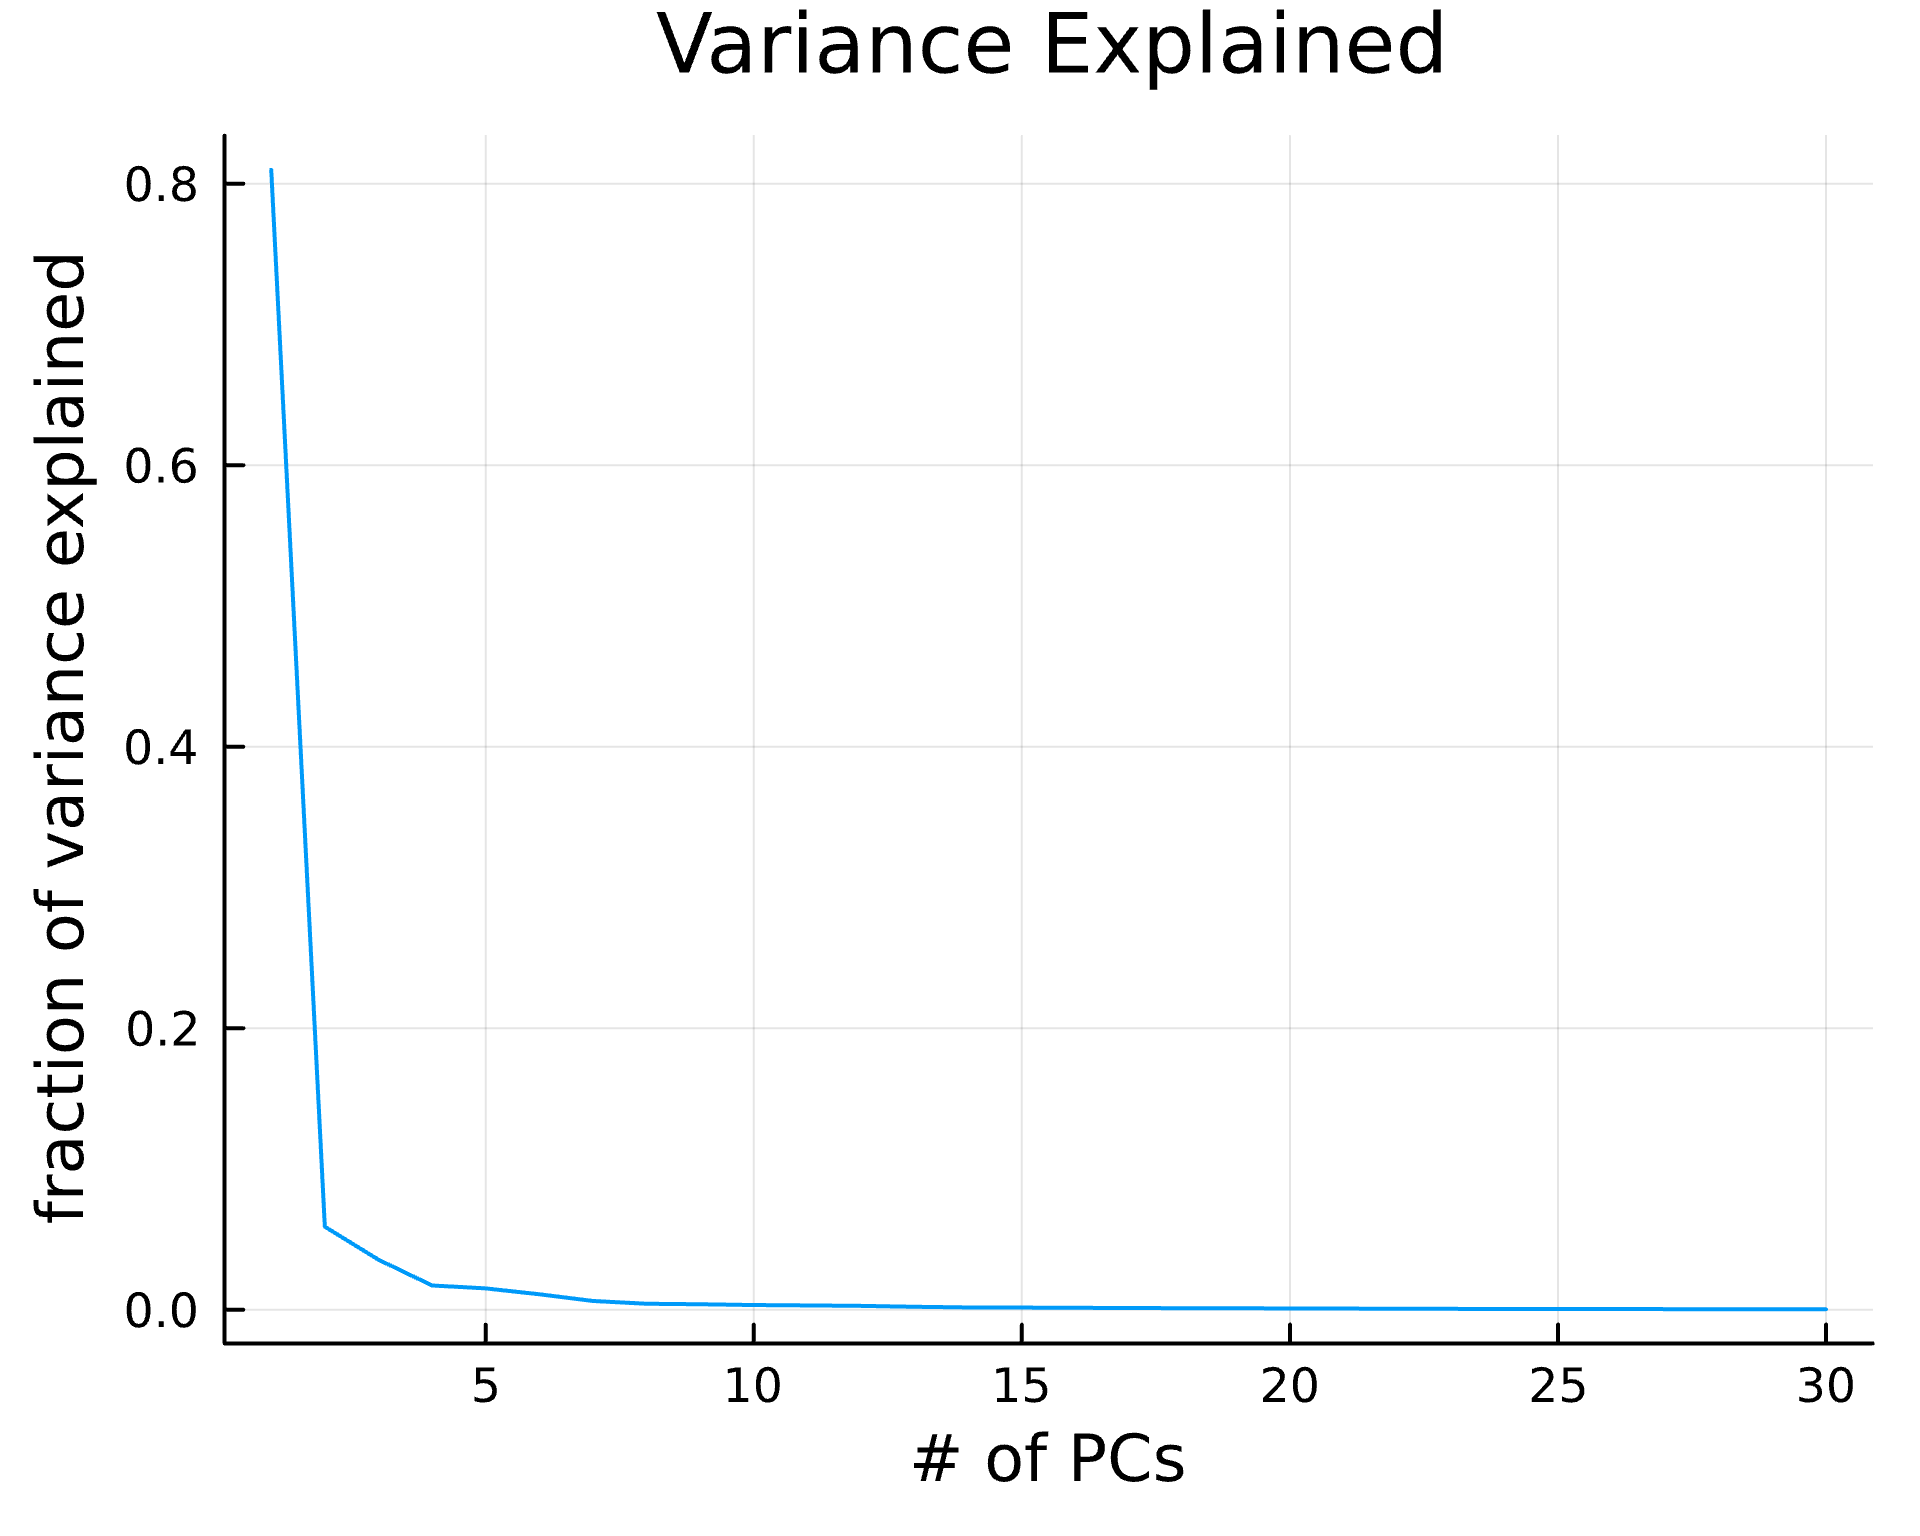 Variance Explained
fraction of variance explained
0.8
0.6
0.4
0.2
0.0
5 10 15 20 25 30
# of PCs